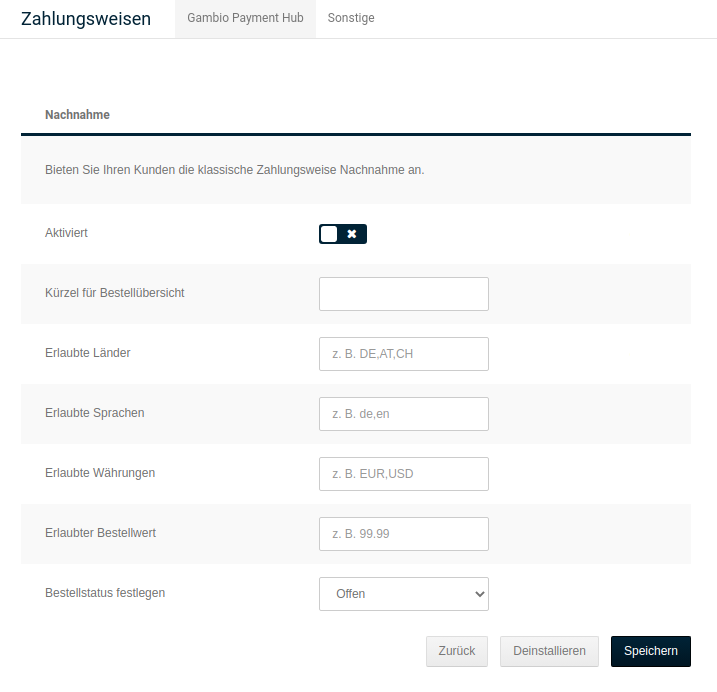 Zahlungsweisen Gambio Payment Hub Sonstige
Nachnahme
Bieten Sie Ihren Kunden die klassische Zahlungsweise Nachnahme an.
Aktiviert
Kürzel für Bestellübersicht
Erlaubte Länder z. B. DE,AT,CH
Erlaubte Sprachen z. B. de,en
Erlaubte Währungen z. B. EUR,USD
Erlaubter Bestellwert z. B. 99.99
Bestellstatus festlegen Offen
Zurück Deinstallieren Speichern